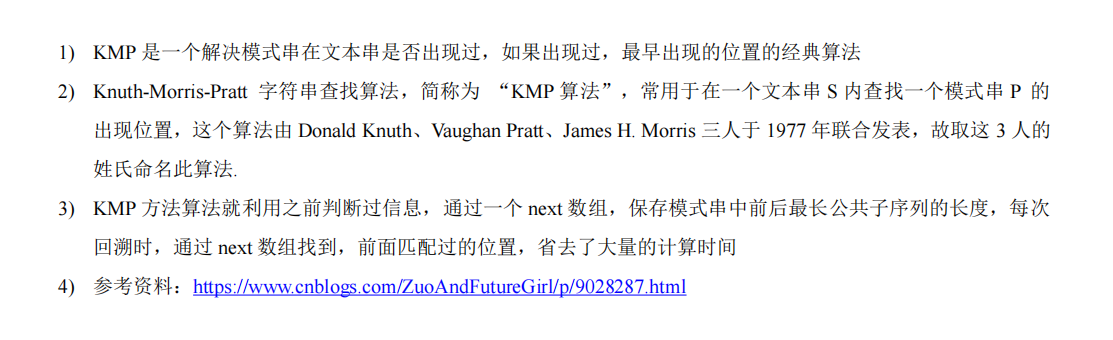 1) KMP 是一个解决模式串在文本串是否出现过，如果出现过，最早出现的位置的经典算法
2) Knuth-Morris-Pratt 字符串查找算法，简称为 “KMP 算法”，常用于在一个文本串 S 内查找一个模式串 P 的
出现位置，这个算法由 Donald Knuth、Vaughan Pratt、James H. Morris 三人于 1977 年联合发表，故取这 3 人的
姓氏命名此算法.
3) KMP 方法算法就利用之前判断过信息，通过一个 next 数组，保存模式串中前后最长公共子序列的长度，每次
回溯时，通过 next 数组找到，前面匹配过的位置，省去了大量的计算时间
4) 参考资料：https://www.cnblogs.com/ZuoAndFutureGirl/p/9028287.html